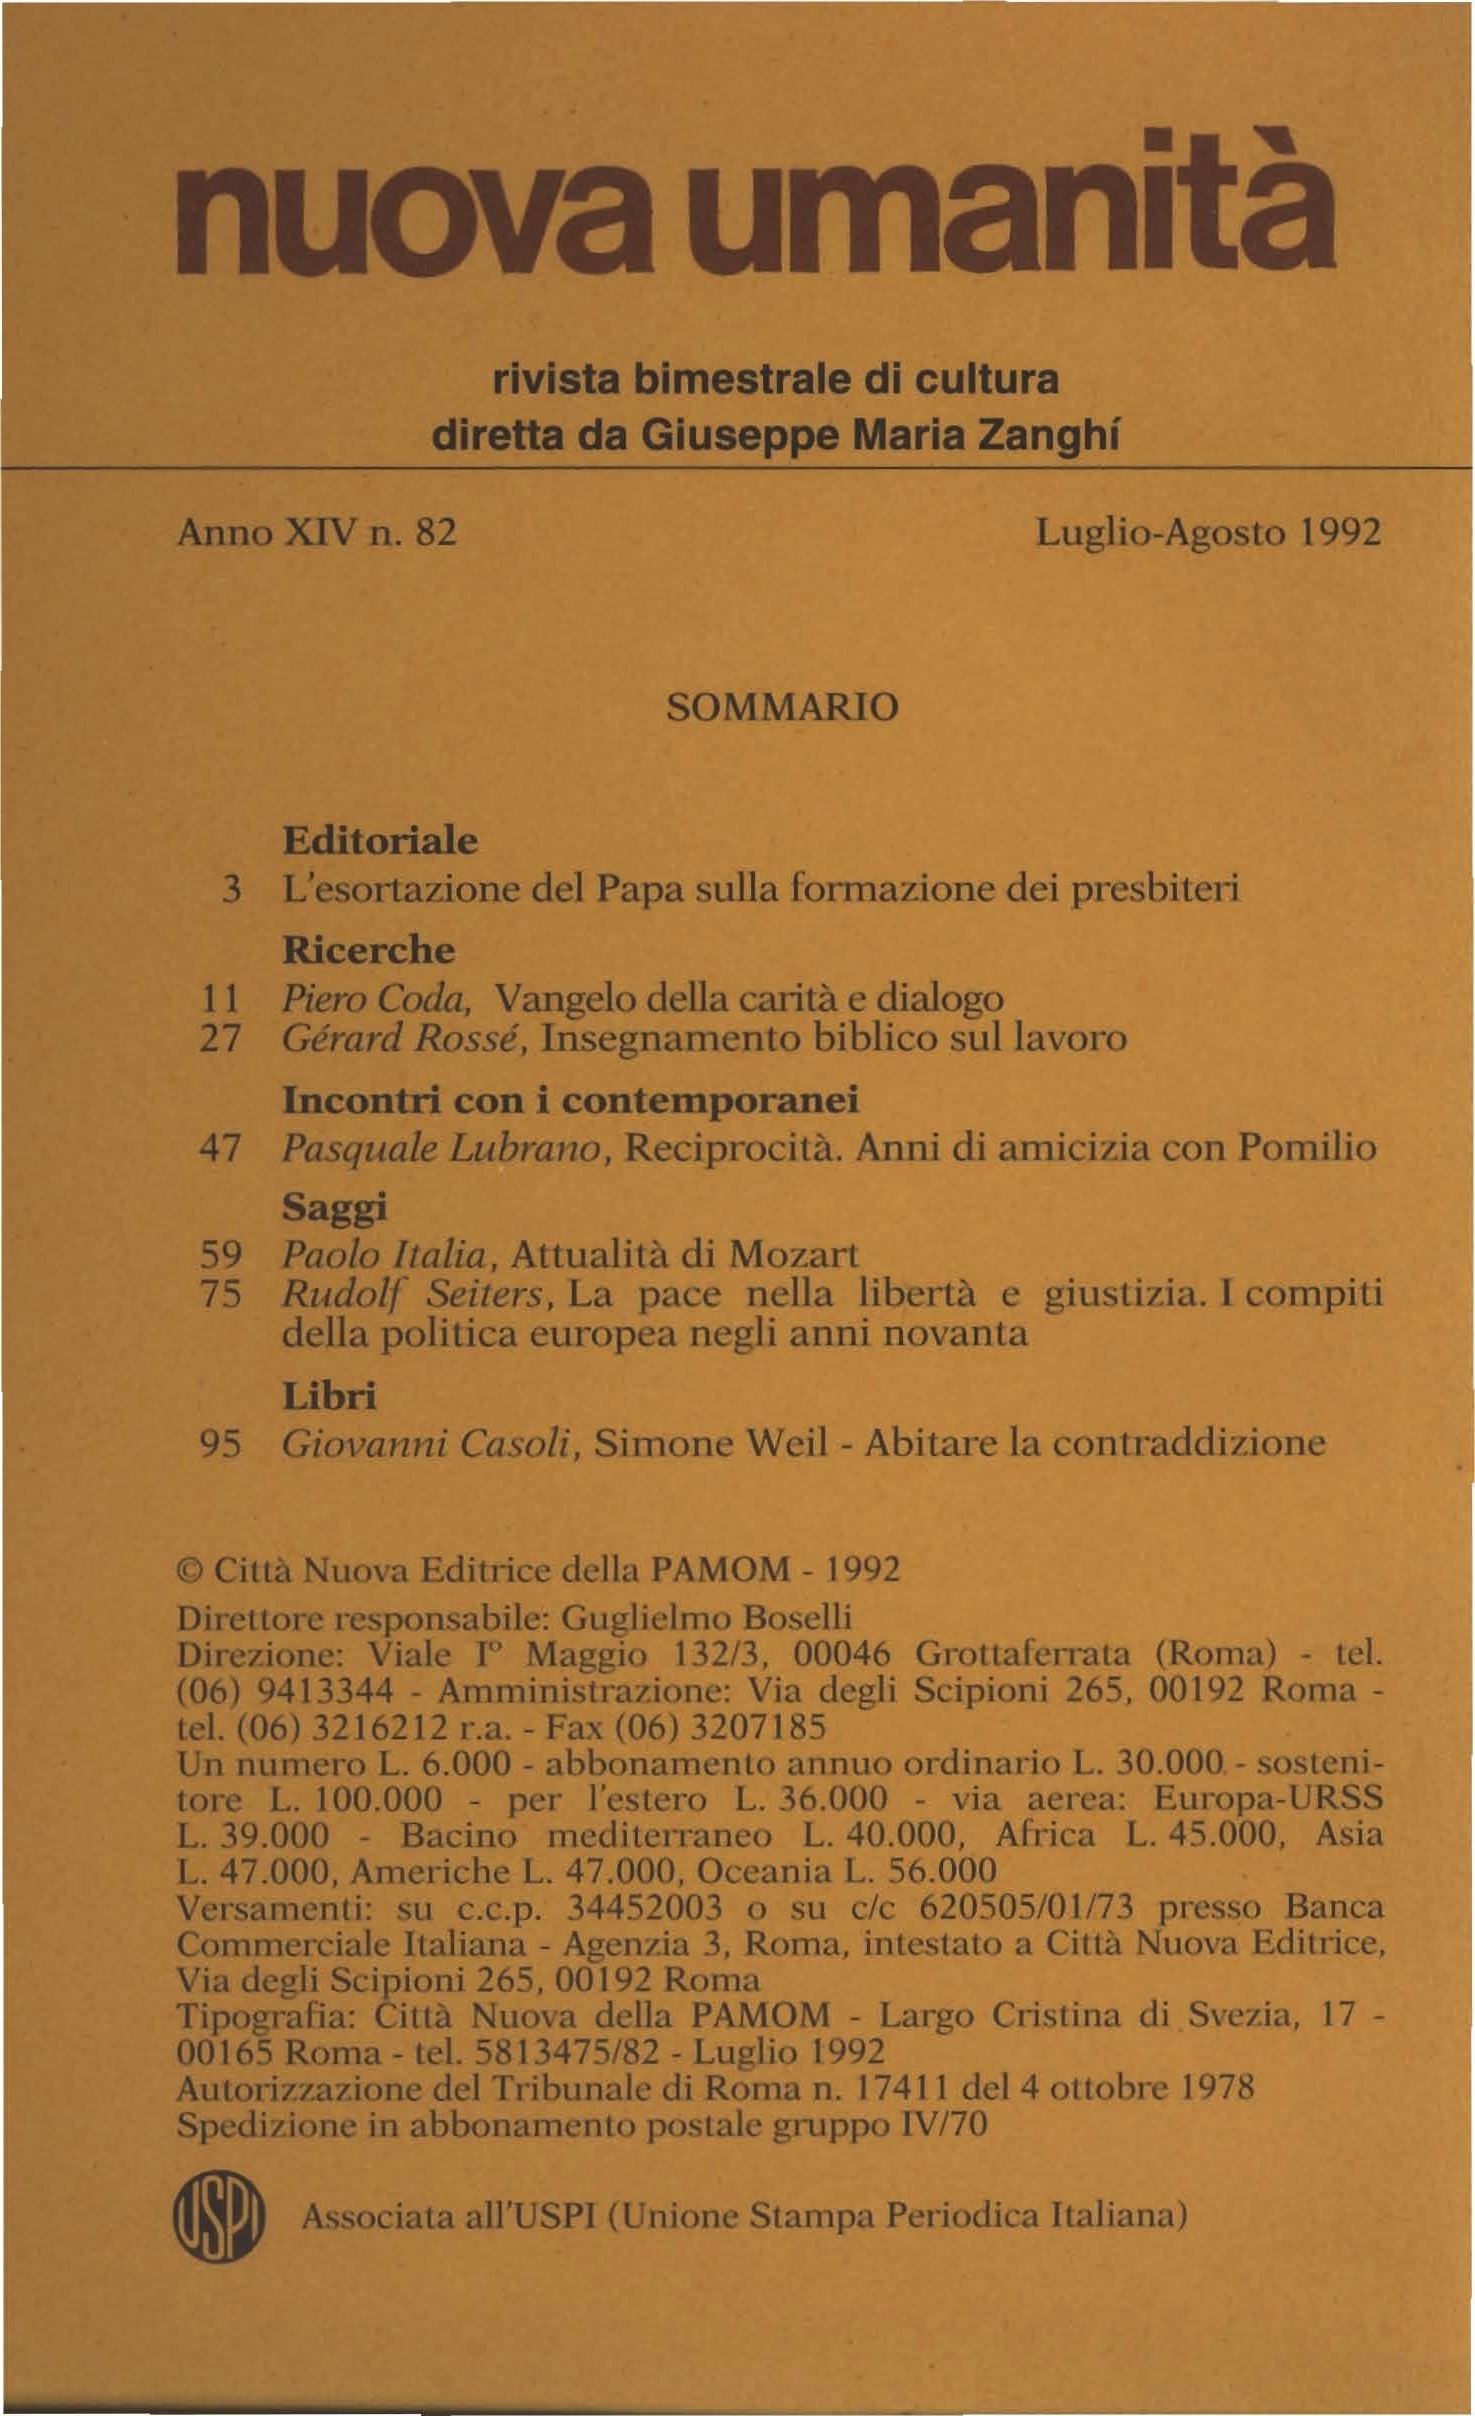 nuova umanità
rivista bimestrale di cultura
diretta da Giuseppe Maria Zanghí
Anno XIV n. 82 Luglio-Agosto 1992
SOMMARIO
Editoriale
3 L'esortazione del Papa sulla formazione dei presbiteri
Ricerche
11 Piero Coda, Vangelo della carità e dialogo
27 Gérard Rossé, Insegnamento biblico sul lavoro
Incontri con i contemporanei
47 Pasquale Lubrano, Reciprocità. Anni di amicizia con Pomilio
Saggi
59 Paolo Italia, Attualità di Mozart
75 Rudolf Seiters, La pace nella libertà e giustizia. I compiti
della politica europea negli anni novanta
Libri
95 Giovanni Casoli, Simone Weil - Abitare la contraddizione
© Città Nuova Editrice della PAMOM - 1992
Direttore responsabile: Guglielmo Boselli
Direzione: Viale I° Maggio 132/3, 00046 Grottaferrata (Roma) - tel.
(06) 9413344 - Amministrazione: Via degli Scipioni 265, 00192 Roma -
tel. (06) 3216212 r.a. - Fax (06) 3207185
Un numero L. 6.000 - abbonamento annuo ordinario L. 30.000 - sosteni-
tore L. 100.000 - per l'estero L. 36.000 - via aerea: Europa-URSS
L. 39.000 - Bacino mediterraneo L. 40.000, Africa L. 45.000, Asia
L. 47.000, Americhe L. 47.000, Oceania L. 56.000
Versamenti: su c.c.p. 34452003 o su c/c 620505/01/73 presso Banca
Commerciale Italiana - Agenzia 3, Roma, intestato a Città Nuova Editrice,
Via degli Scipioni 265, 00192 Roma
Tipografia: Città Nuova della PAMOM - Largo Cristina di Svezia, 17 -
00165 Roma - tel. 5813475/82 - Luglio 1992
Autorizzazione del Tribunale di Roma n. 17411 del 4 ottobre 1978
Spedizione in abbonamento postale gruppo IV/70
USPI Associata all'USPI (Unione Stampa Periodica Italiana)